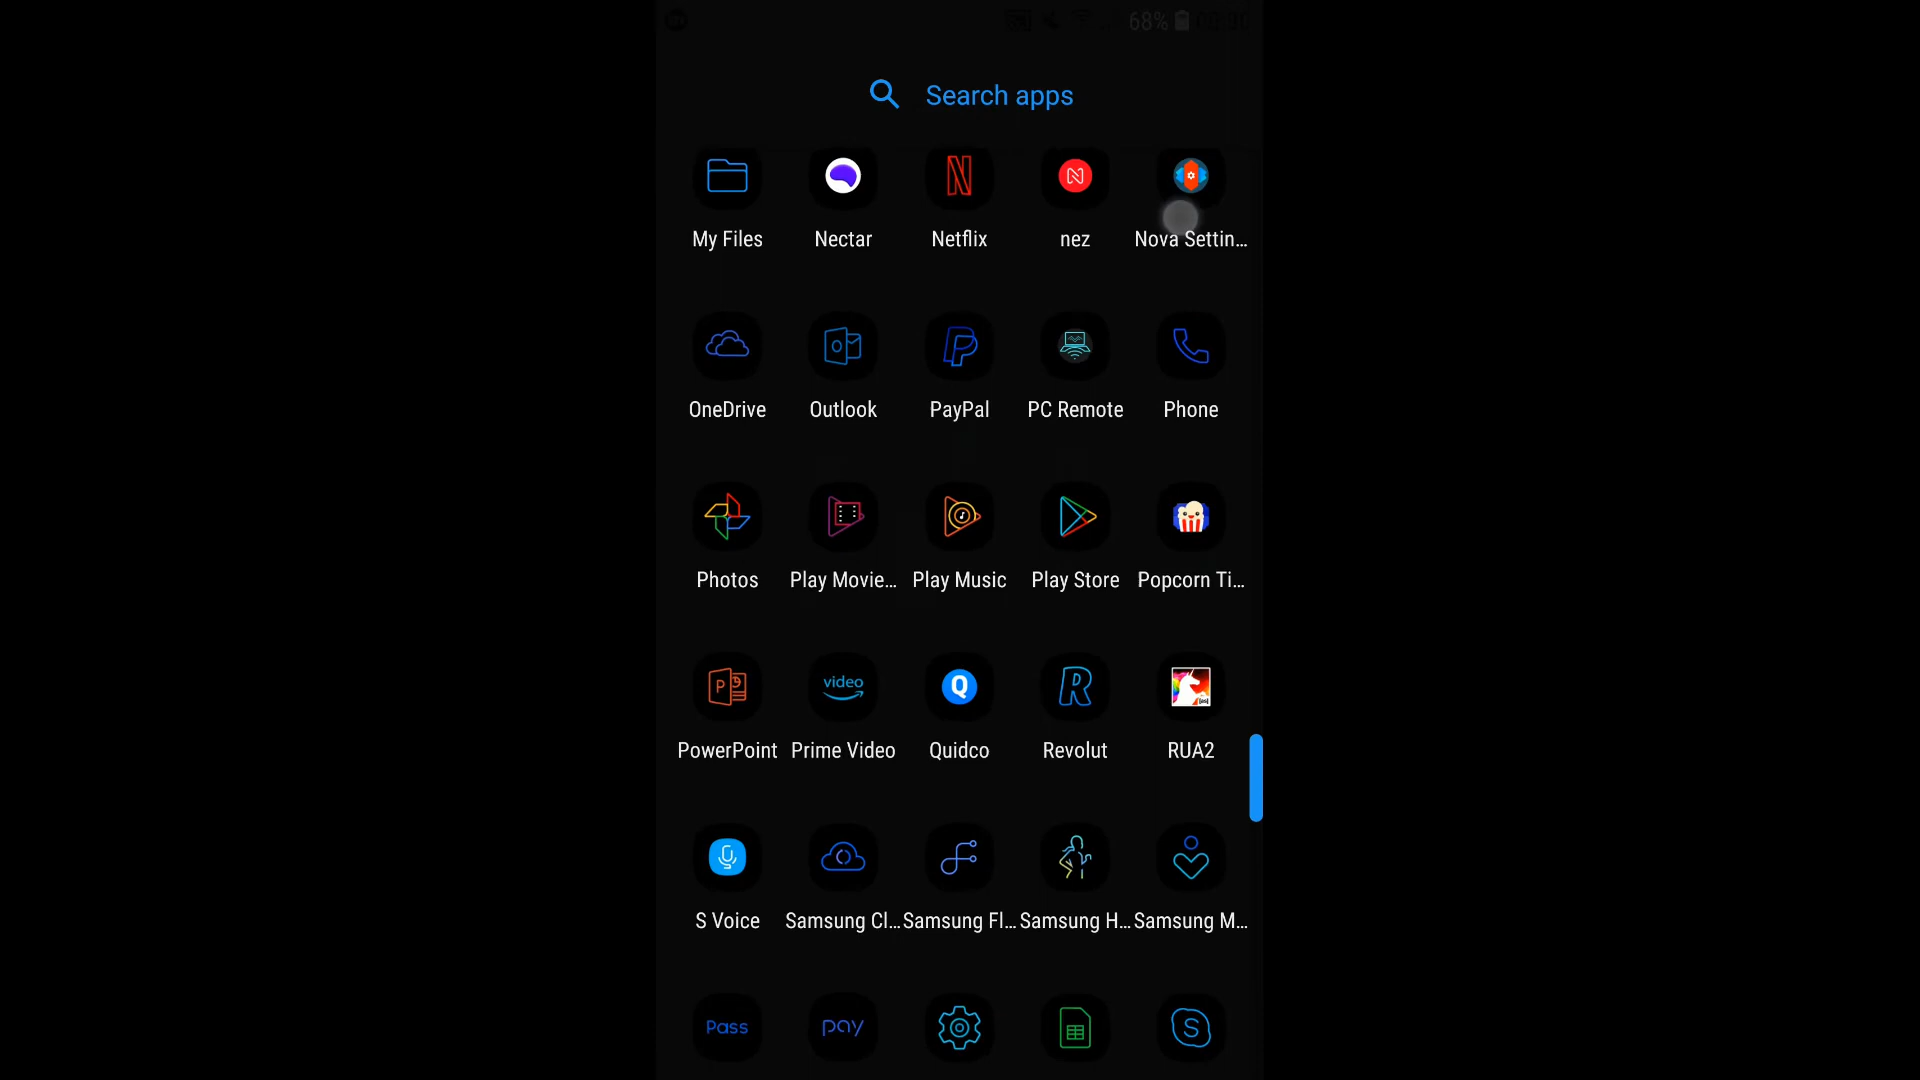 68%
Search apps
My Files Nectar Netflix nez Nova Settin...
OneDrive Outlook PayPal PC Remote Phone
Photos Play Movie... Play Music Play Store Popcorn Ti...
video
PowerPoint Prime Video Quidco Revolut RUA2
S Voice Samsung Cl... Samsung Fl... Samsung H... Samsung M...
Pass pay